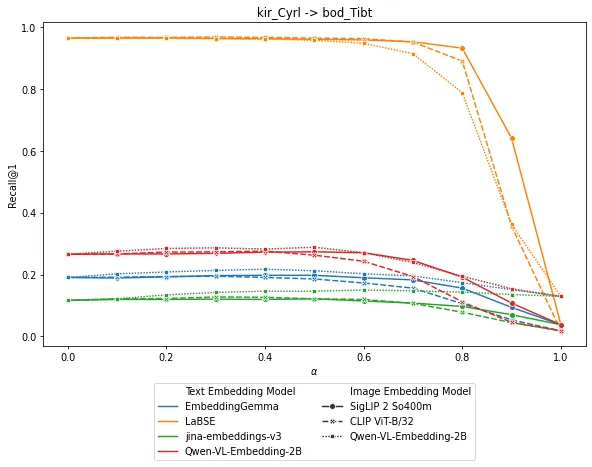 kir_Cyrl -> bod_Tibt
1.0
0.8
0.6
0.4
0.2
0.0
Recall@1
0.0 0.2 0.4 0.6 0.8 1.0
α
Text Embedding Model Image Embedding Model
EmbeddingGemma SigLIP 2 So400m
LaBSE CLIP ViT-B/32
jina-embeddings-v3 Qwen-VL-Embedding-2B
Qwen-VL-Embedding-2B